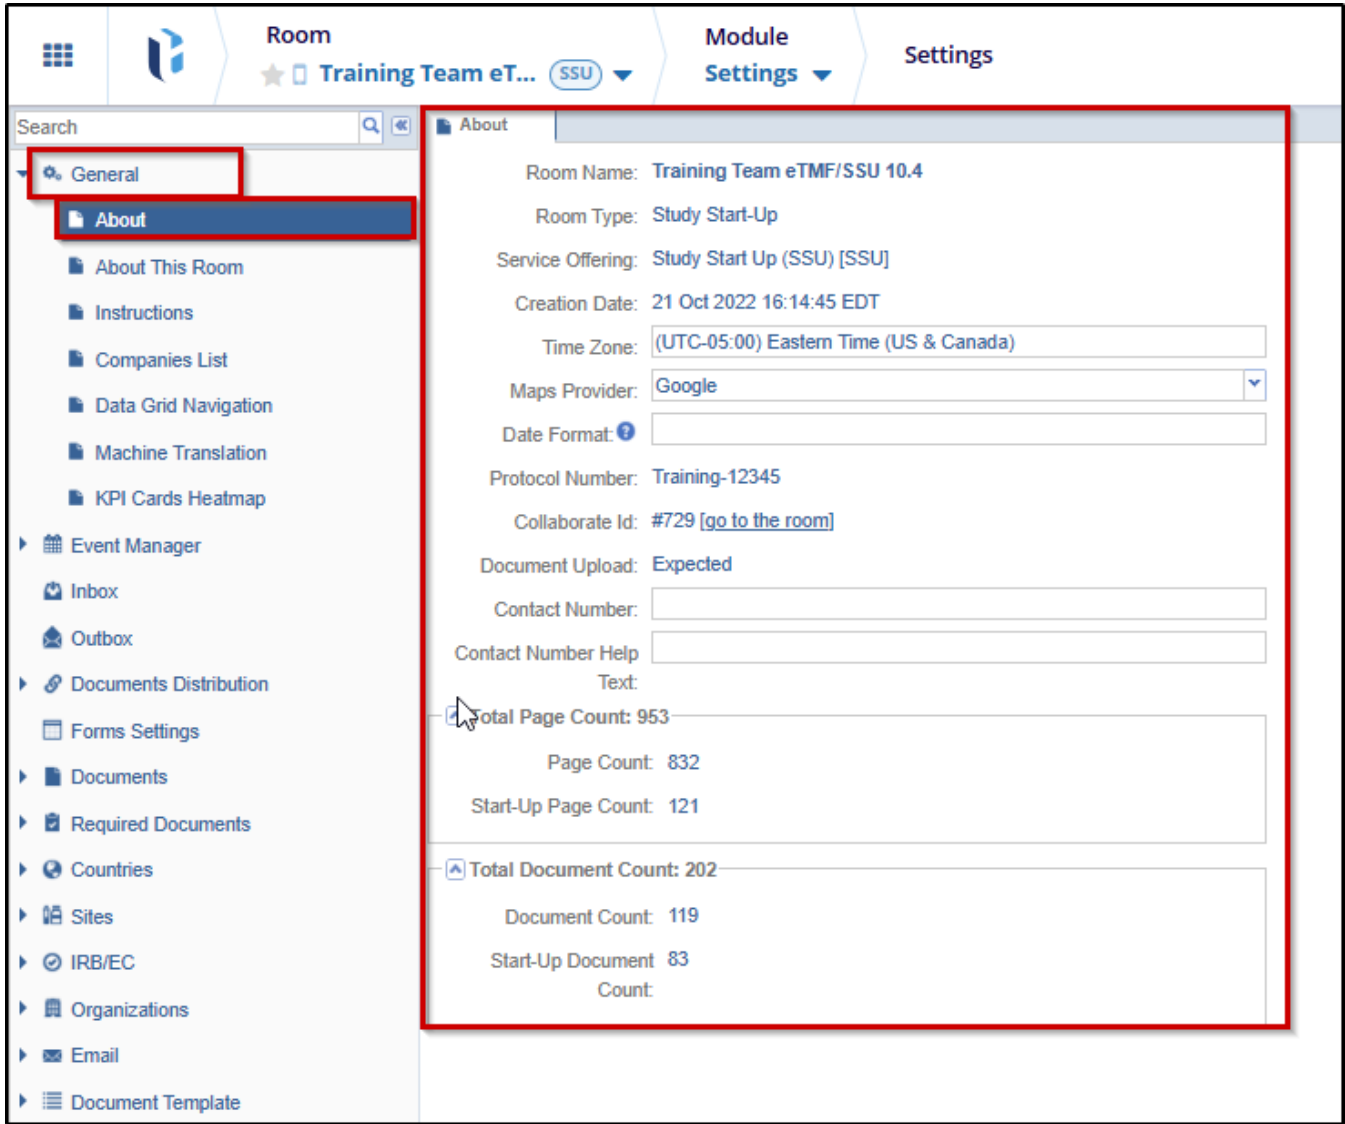 Room
Training Team eT... SSU
Module
Settings
Settings
Search
General
About
About This Room
Instructions
Companies List
Data Grid Navigation
Machine Translation
KPI Cards Heatmap
Event Manager
Inbox
Outbox
Documents Distribution
Forms Settings
Documents
Required Documents
Countries
Sites
IRB/EC
Organizations
Email
Document Template
About
Room Name: Training Team eTMF/SSU 10.4
Room Type: Study Start-Up
Service Offering: Study Start Up (SSU) [SSU]
Creation Date: 21 Oct 2022 16:14:45 EDT
Time Zone: (UTC-05:00) Eastern Time (US & Canada)
Maps Provider: Google
Date Format: ?
Protocol Number: Training-12345
Collaborate Id: #729 [go to the room]
Document Upload: Expected
Contact Number:
Contact Number Help
Text:
Total Page Count: 953
Page Count: 832
Start-Up Page Count: 121
Total Document Count: 202
Document Count: 119
Start-Up Document 83
Count: